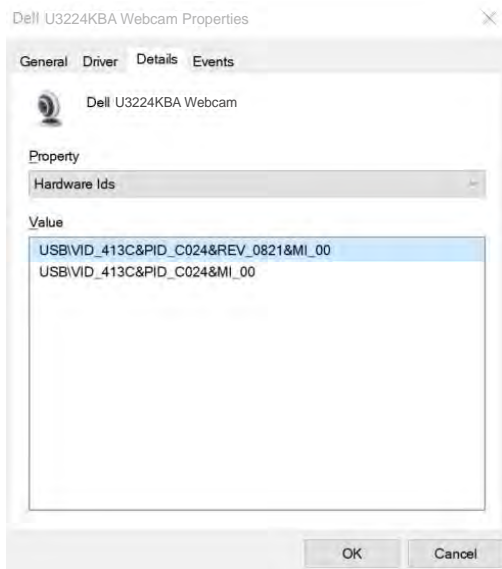 Dell U3224KBA Webcam Properties
General Driver Details Events
Dell U3224KBA Webcam
Property
Hardware Ids
Value
USB\VID_413C&PID_C024&REV_0821&MI_00
USB\VID_413C&PID_C024&MI_00
OK Cancel